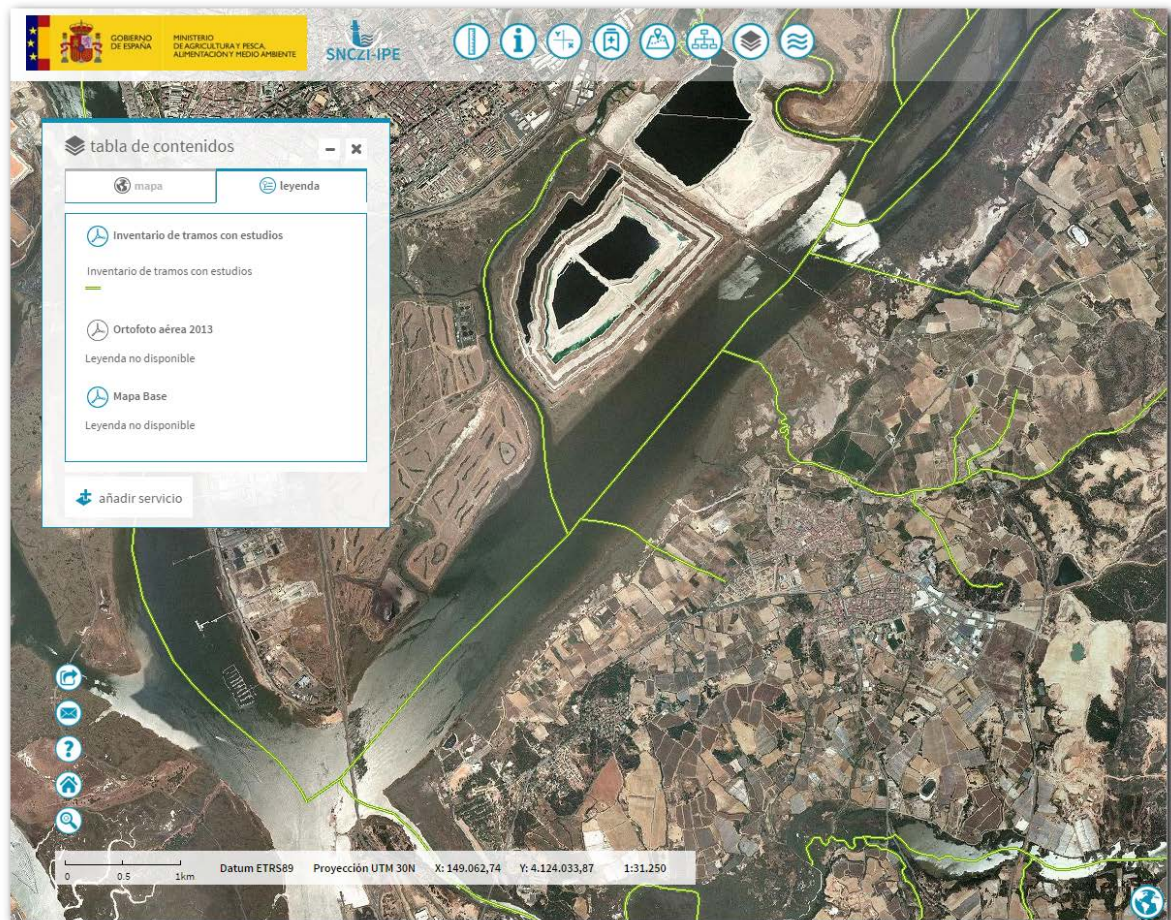 GOBIERNO
DE ESPAÑA
MINISTERIO
DE AGRICULTURA Y PESCA,
ALIMENTACIÓN Y MEDIO AMBIENTE
SNCZI-IPE
tabla de contenidos
mapa
leyenda
Inventario de tramos con estudios
Inventario de tramos con estudios
Ortofoto aérea 2013
Leyenda no disponible
Mapa Base
Leyenda no disponible
añadir servicio
0 0.5 1km
Datum ETRS89 Proyección UTM 30N X: 149.062,74 Y: 4.124.033,87 1:31.250